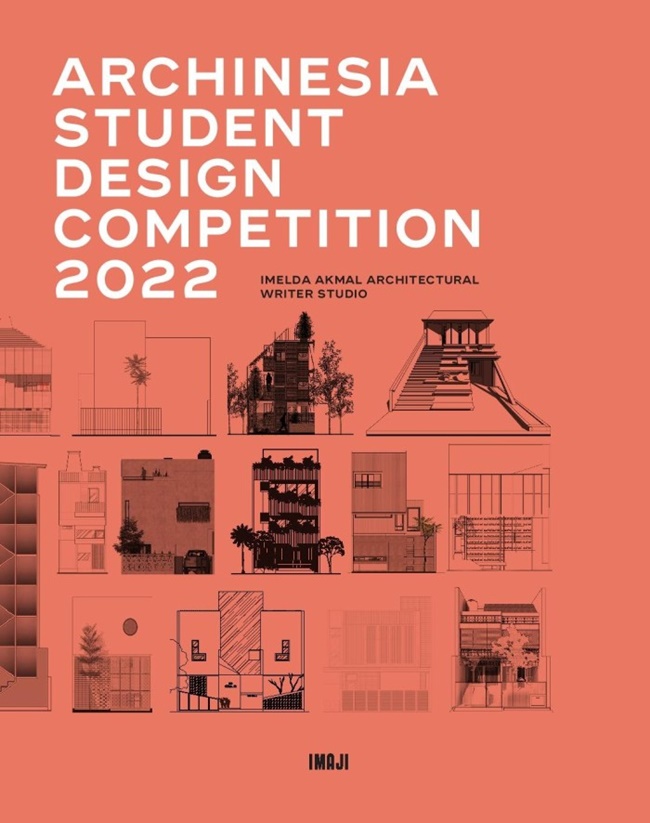 ARCHINESIA
STUDENT
DESIGN
COMPETITION
2022
IMELDA AKMAL ARCHITECTURAL
WRITER STUDIO
IMAJI